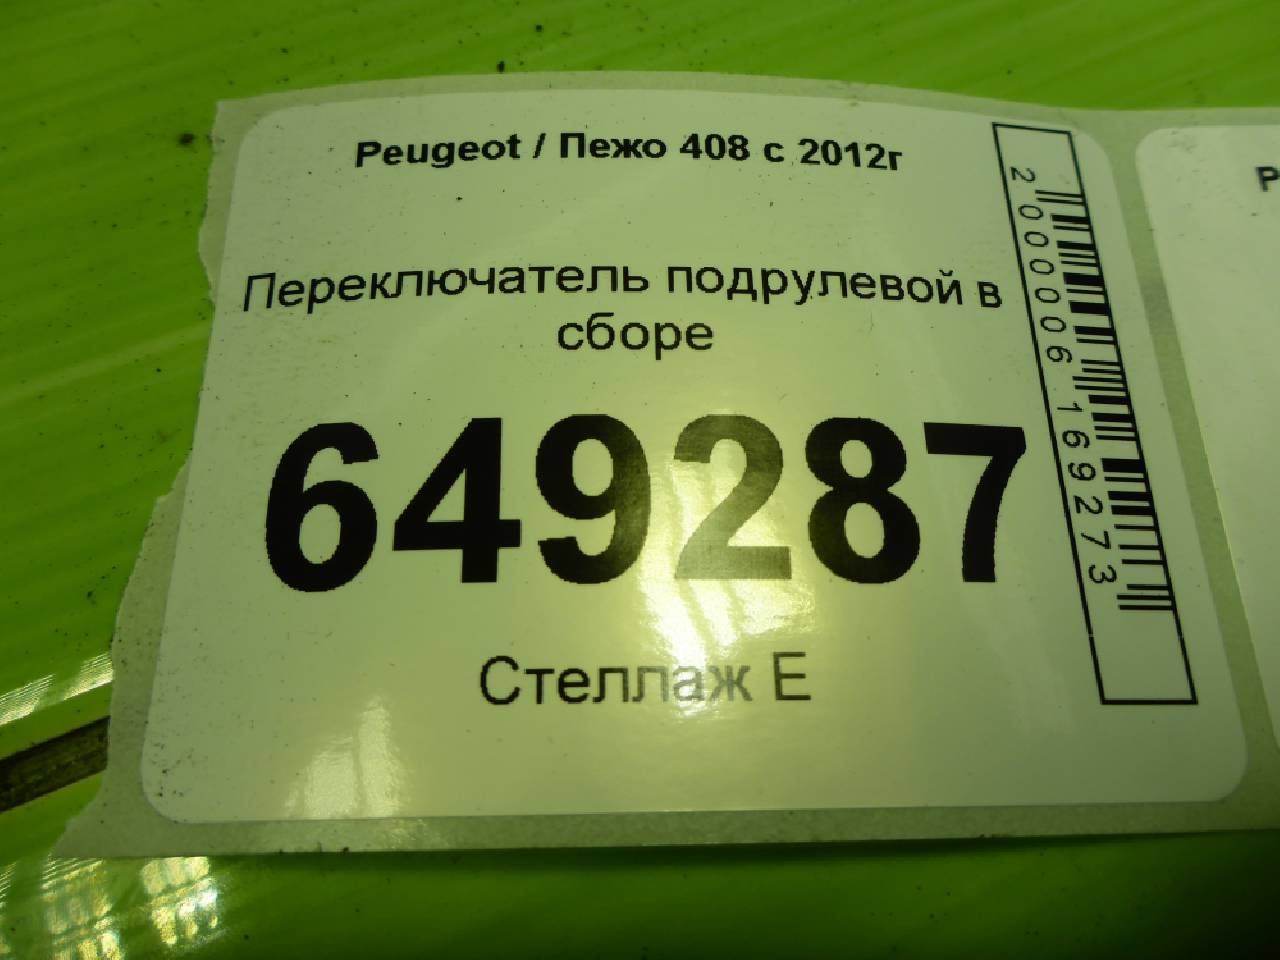 Peugeot / Пежо 408 с 2012г
Переключатель подрулевой в
сборе
649287
Стеллаж Е
2000006169273
P